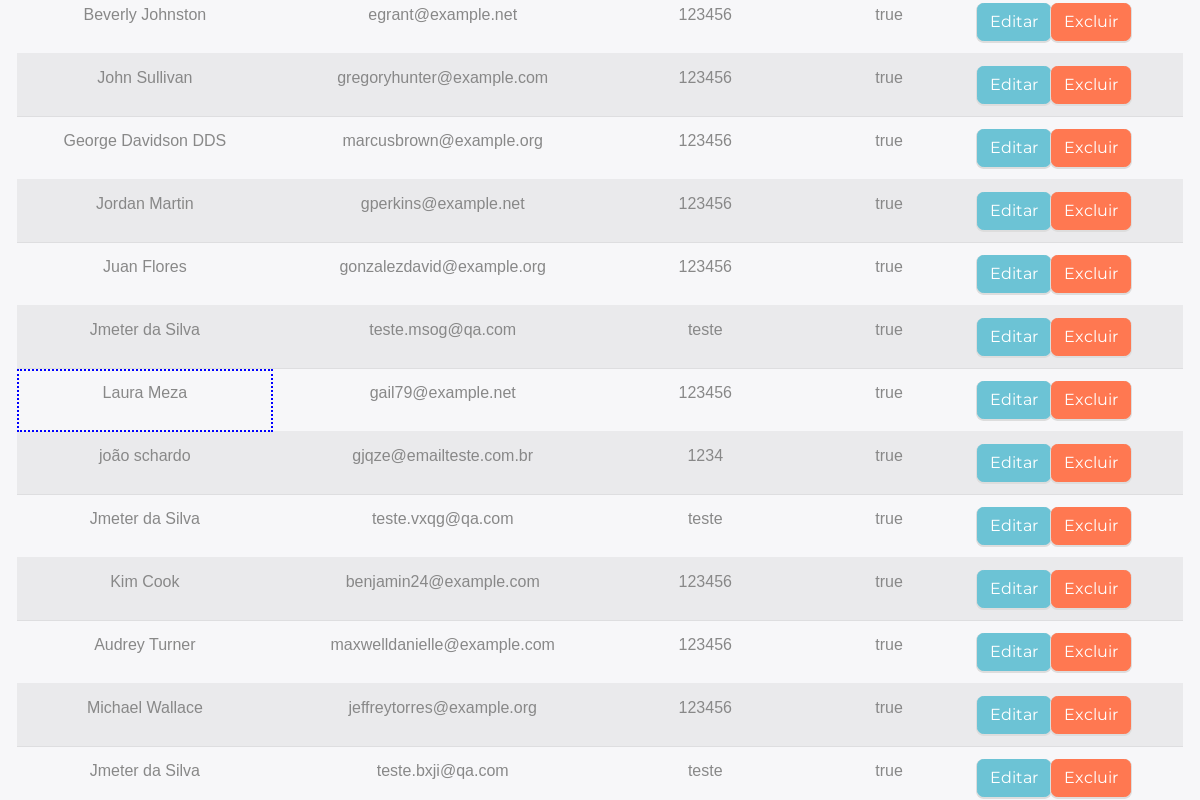 Beverly Johnston egrant@example.net 123456 true Editar Excluir
John Sullivan gregoryhunter@example.com 123456 true Editar Excluir
George Davidson DDS marcusbrown@example.org 123456 true Editar Excluir
Jordan Martin gperkins@example.net 123456 true Editar Excluir
Juan Flores gonzalezdavid@example.org 123456 true Editar Excluir
Jmeter da Silva teste.msog@qa.com teste true Editar Excluir
Laura Meza gail79@example.net 123456 true Editar Excluir
joão schardo gjqze@emailteste.com.br 1234 true Editar Excluir
Jmeter da Silva teste.vxqg@qa.com teste true Editar Excluir
Kim Cook benjamin24@example.com 123456 true Editar Excluir
Audrey Turner maxwelldanielle@example.com 123456 true Editar Excluir
Michael Wallace jeffreytorres@example.org 123456 true Editar Excluir
Jmeter da Silva teste.bxji@qa.com teste true Editar Excluir